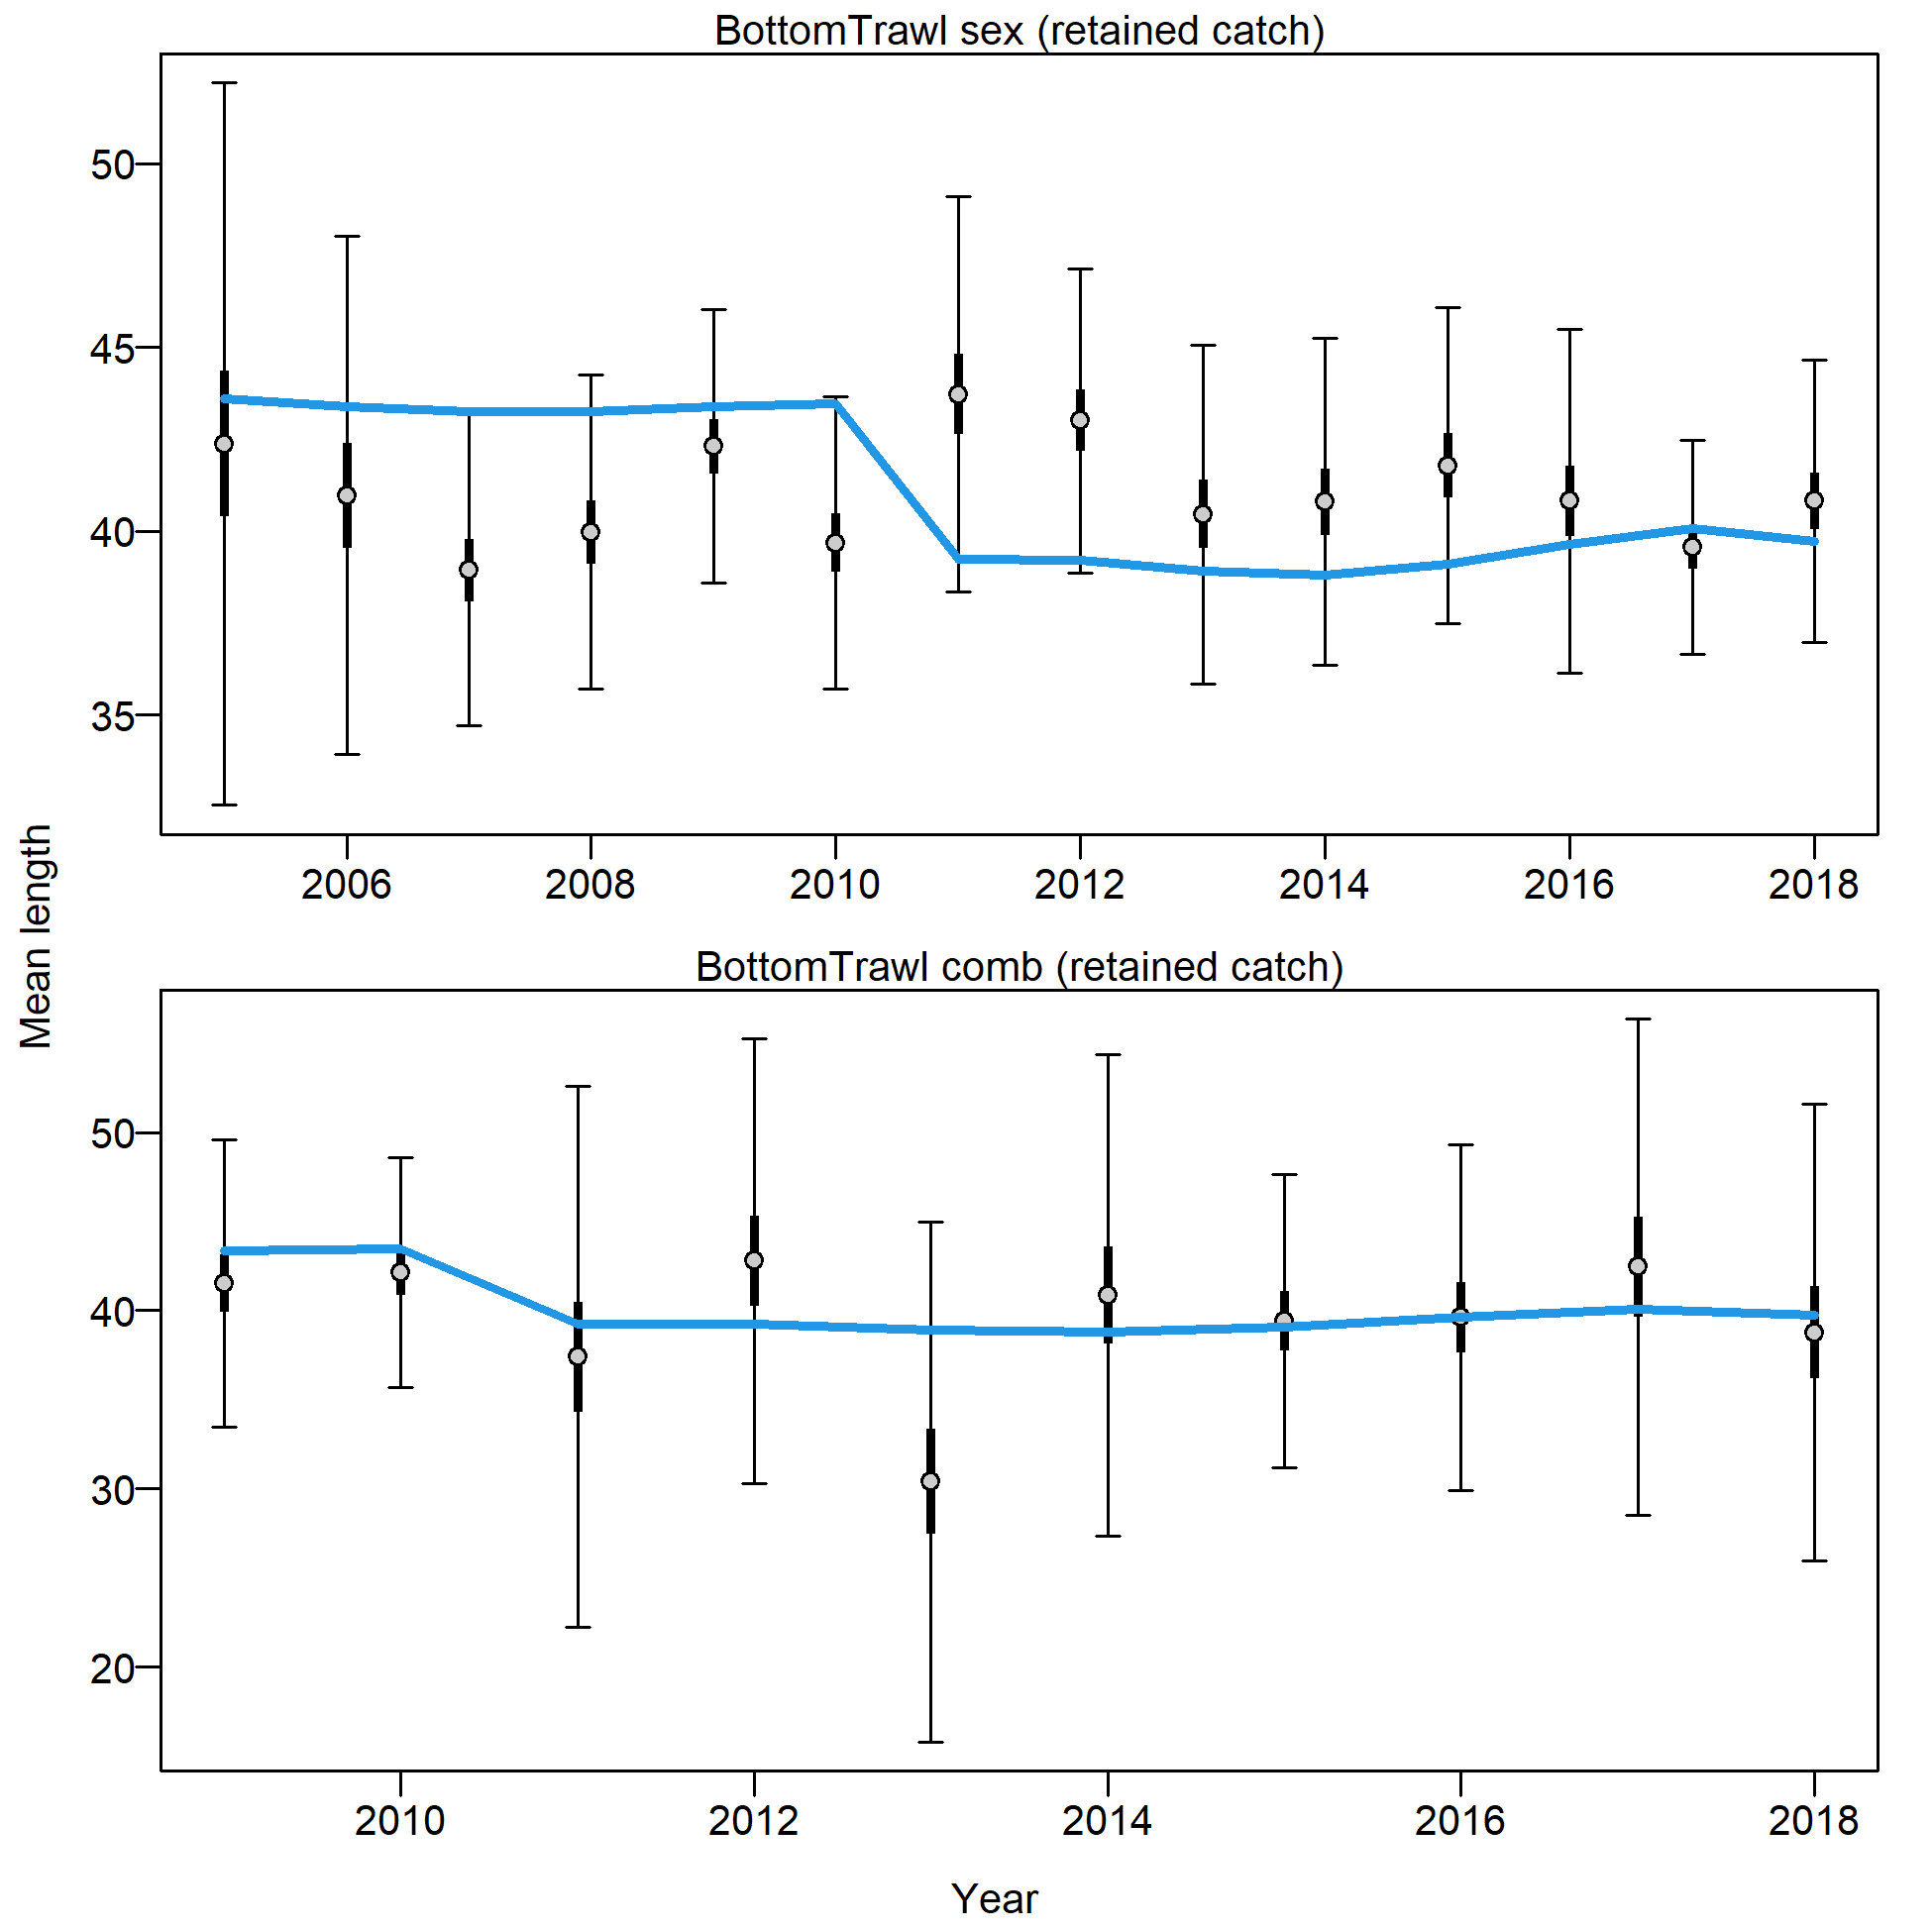 BottomTrawl sex (retained catch)
50
45
40
35
2006 2008 2010 2012 2014 2016 2018
Mean length
BottomTrawl comb (retained catch)
50
40
30
20
2010 2012 2014 2016 2018
Year